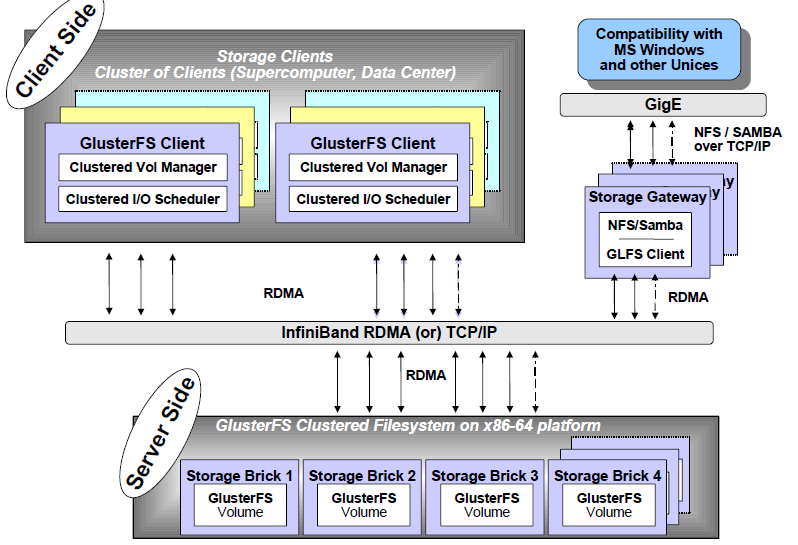 Client Side
Storage Clients
Cluster of Clients (Supercomputer, Data Center)
GlusterFS Client
Clustered Vol Manager
Clustered I/O Scheduler
GlusterFS Client
Clustered Vol Manager
Clustered I/O Scheduler
Compatibility with
MS Windows
and other Unices
GigE
NFS / SAMBA
over TCP/IP
Storage Gateway
NFS/Samba
GLFS Client
RDMA
RDMA
InfiniBand RDMA (or) TCP/IP
RDMA
Server Side
GlusterFS Clustered Filesystem on x86-64 platform
Storage Brick 1
GlusterFS
Volume
Storage Brick 2
GlusterFS
Volume
Storage Brick 3
GlusterFS
Volume
Storage Brick 4
GlusterFS
Volume